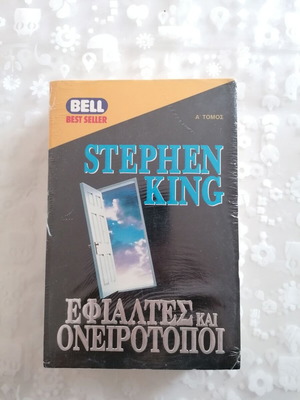 BELL
BEST SELLER
Α' ΤΟΜΟΣ
STEPHEN
KING
ΕΦΙΑΛΤΕΣ ΚΑΙ
ΟΝΕΙΡΟΤΟΠΟΙ